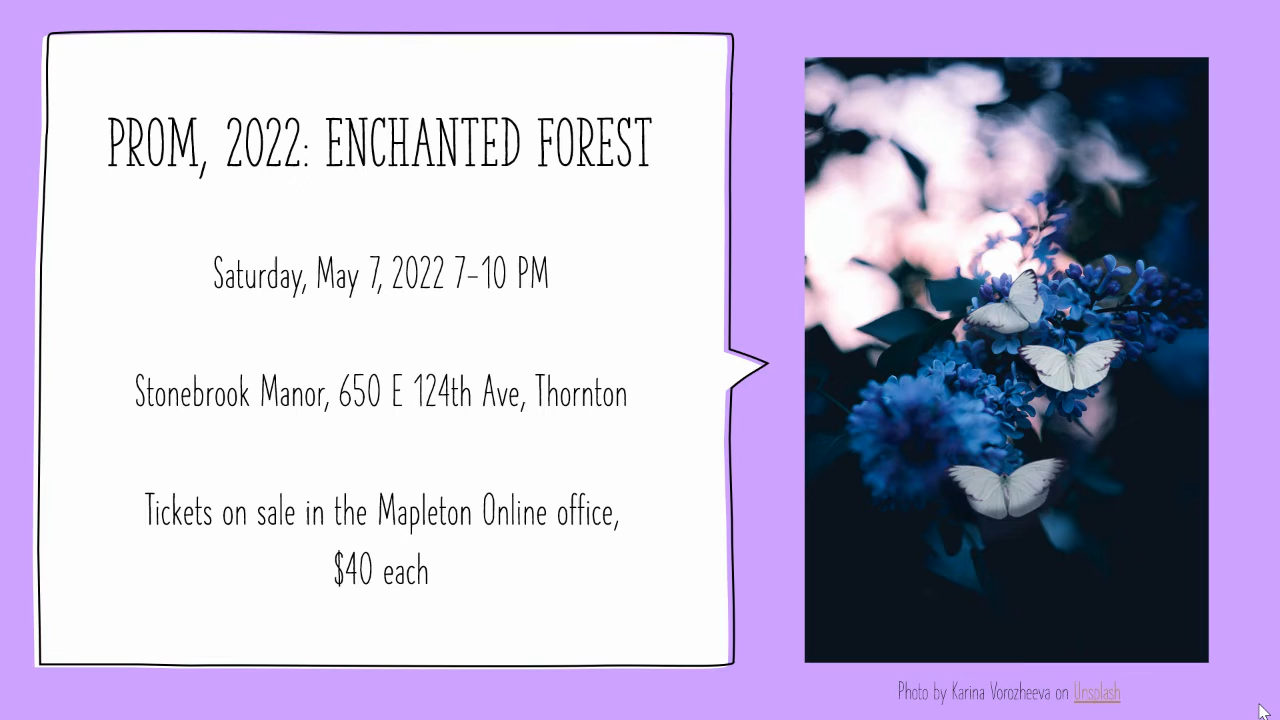 PROM, 2022: ENCHANTED FOREST
Saturday, May 7, 2022 7-10 PM
Stonebrook Manor, 650 E 124th Ave, Thornton
Tickets on sale in the Mapleton Online office,
$40 each
Photo by Karina Vorozheeva on Unsplash